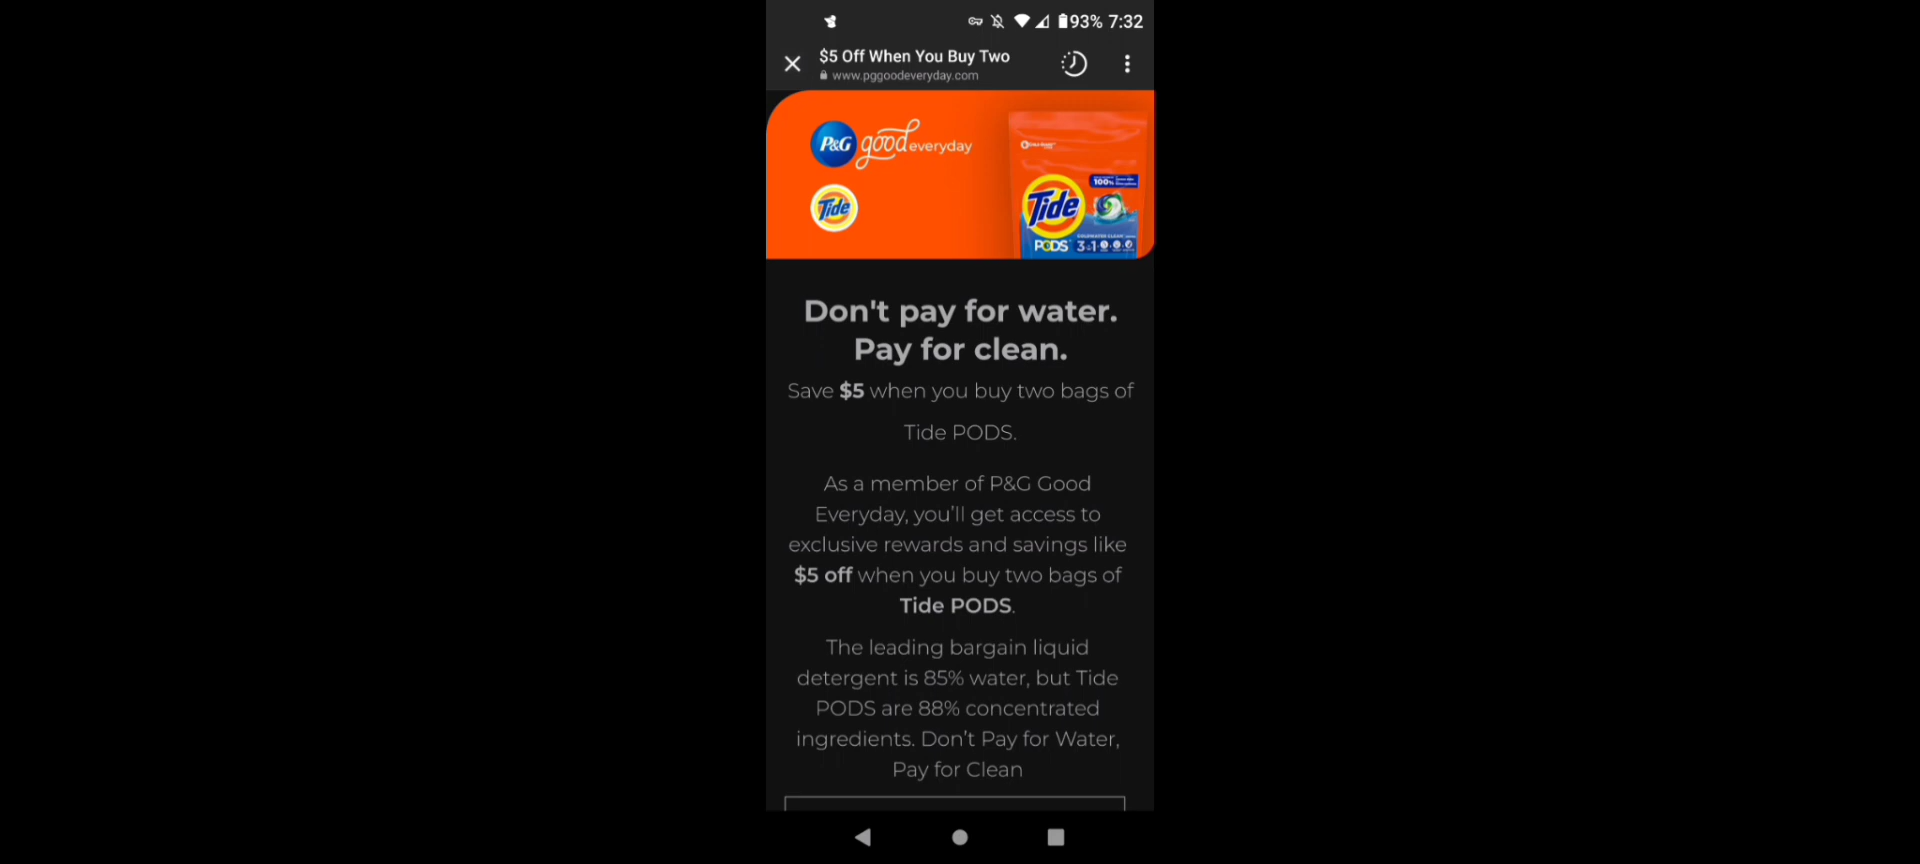 93% 7:32
$5 Off When You Buy Two
www.pggoodeveryday.com
P&G good everyday
Tide
100%
Tide
PODS 3in1
Don't pay for water.
Pay for clean.
Save $5 when you buy two bags of
Tide PODS.
As a member of P&G Good
Everyday, you'll get access to
exclusive rewards and savings like
$5 off when you buy two bags of
Tide PODS.
The leading bargain liquid
detergent is 85% water, but Tide
PODS are 88% concentrated
ingredients. Don't Pay for Water,
Pay for Clean